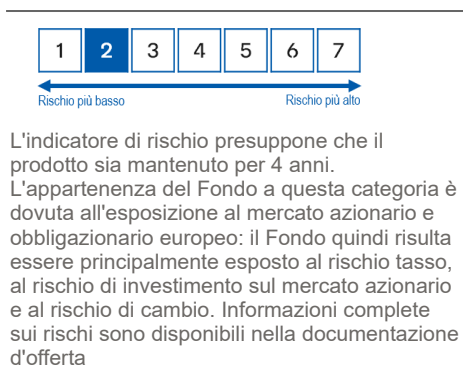 1 2 3 4 5 6 7
Rischio più basso Rischio più alto
L'indicatore di rischio presuppone che il
prodotto sia mantenuto per 4 anni.
L'appartenenza del Fondo a questa categoria è
dovuta all'esposizione al mercato azionario e
obbligazionario europeo: il Fondo quindi risulta
essere principalmente esposto al rischio tasso,
al rischio di investimento sul mercato azionario
e al rischio di cambio. Informazioni complete
sui rischi sono disponibili nella documentazione
d'offerta